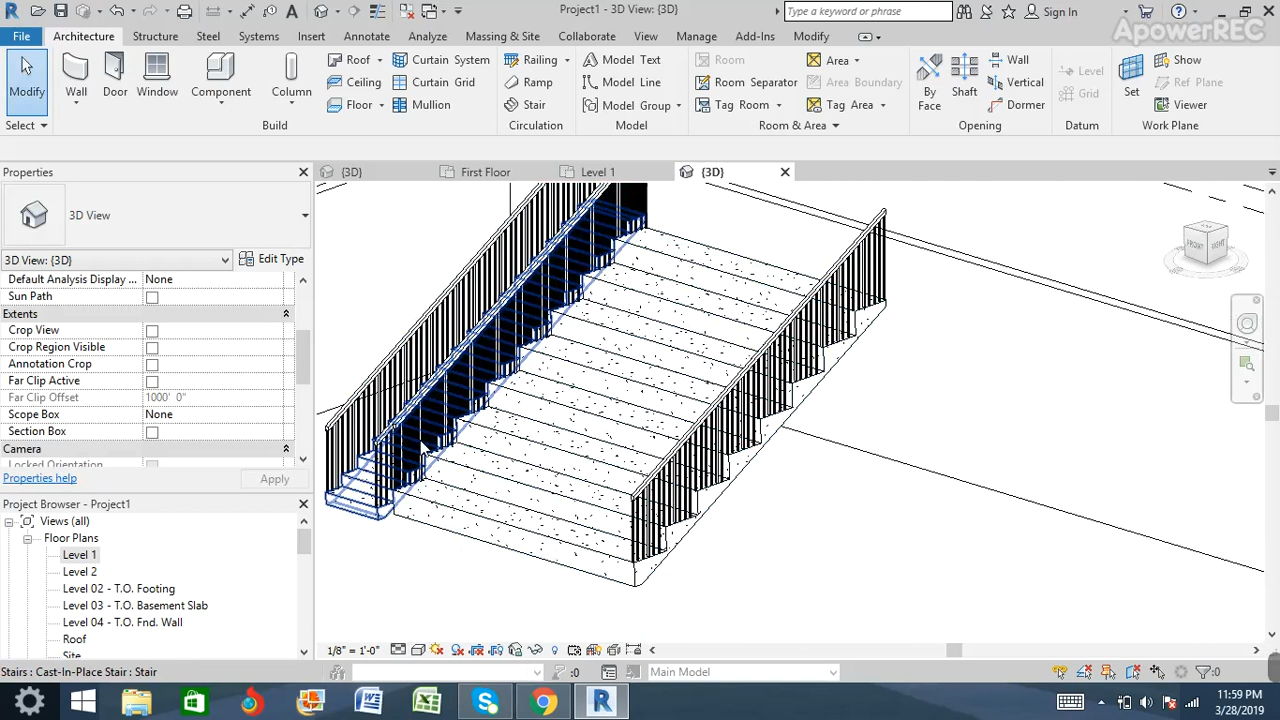 Project1 - 3D View: {3D}
Type a keyword or phrase
Sign In
ApowerREC
File
Architecture
Structure
Steel
Systems
Insert
Annotate
Analyze
Massing & Site
Collaborate
View
Manage
Add-Ins
Modify
Modify
Wall
Door
Window
Component
Column
Roof
Ceiling
Floor
Curtain System
Curtain Grid
Mullion
Railing
Ramp
Stair
Model Text
Model Line
Model Group
Room
Room Separator
Tag Room
Area
Area Boundary
Tag Area
By
Face
Shaft
Wall
Vertical
Dormer
Level
Grid
Set
Show
Ref Plane
Viewer
Select
Build
Circulation
Model
Room & Area
Opening
Datum
Work Plane
Properties
{3D}
First Floor
Level 1
{3D}
3D View
3D View: {3D}
Edit Type
Default Analysis Display ...
None
Sun Path
Extents
Crop View
Crop Region Visible
Annotation Crop
Far Clip Active
Far Clip Offset
1000' 0"
Scope Box
None
Section Box
Camera
Locked Orientation
Properties help
Apply
FRONT
RIGHT
Project Browser - Project1
Views (all)
Floor Plans
Level 1
Level 2
Level 02 - T.O. Footing
Level 03 - T.O. Basement Slab
Level 04 - T.O. Fnd. Wall
Roof
Site
1/8" = 1'-0"
Stairs : Cast-In-Place Stair : Stair
:0
Main Model
:0
11:59 PM
3/28/2019